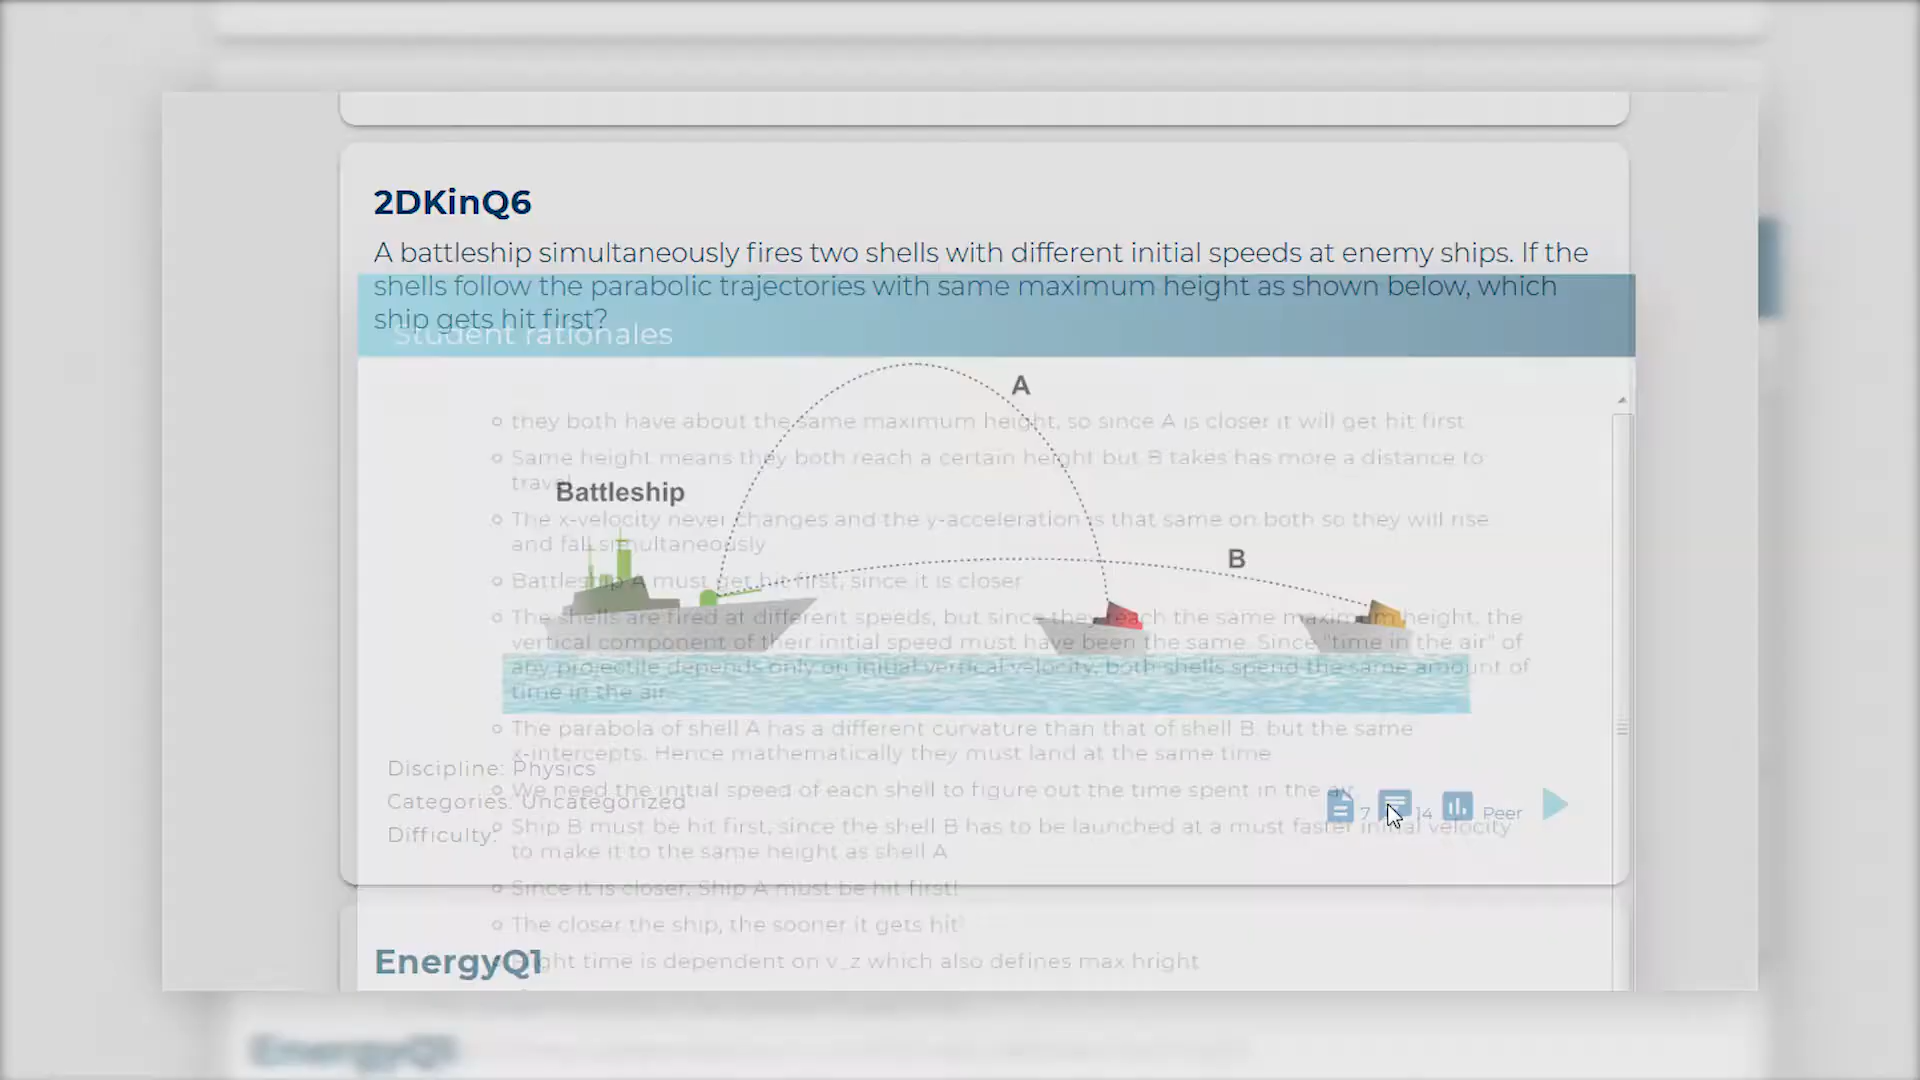 2DKinQ6
A battleship simultaneously fires two shells with different initial speeds at enemy ships. If the
shells follow the parabolic trajectories with same maximum height as shown below, which
ship gets hit first?
Student rationales
A
they both have about the same maximum height, so since A is closer it will get hit first
Same height means they both reach a certain height but B takes has more a distance to
travel
Battleship
The x-velocity never changes and the y-acceleration is that same on both so they will rise
and fall simultaneously
B
Battleship A must get hit first, since it is closer
The shells are fired at different speeds, but since they reach the same maximum height, the
vertical component of their initial speed must have been the same. Since "time in the air" of
any projectile depends only on initial vertical velocity, both shells spend the same amount of
time in the air
The parabola of shell A has a different curvature than that of shell B, but the same
x-intercepts. Hence mathematically they must land at the same time
Discipline: Physics
We need the initial speed of each shell to figure out the time spent in the air
Categories: Uncategorized
7 14 Peer
Difficulty:
Ship B must be hit first, since the shell B has to be launched at a must faster initial velocity
to make it to the same height as shell A
Since it is closer, Ship A must be hit first!
The closer the ship, the sooner it gets hit!
EnergyQ1
time is dependent on v_z which also defines max hright
EnergyQ1